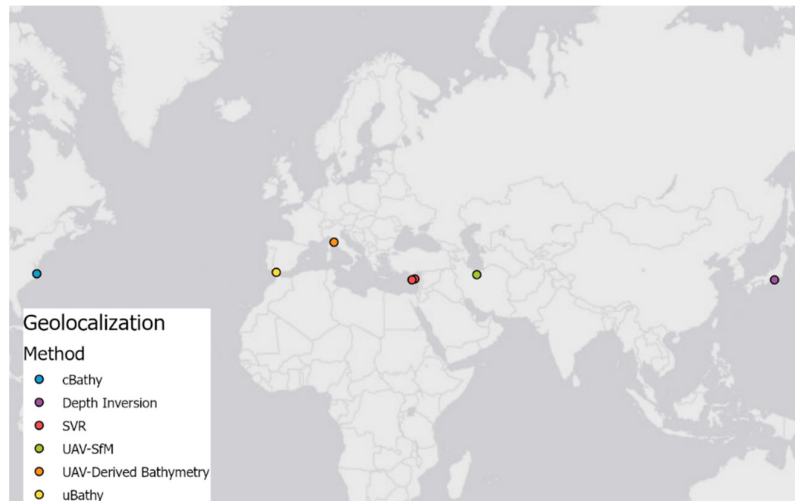 Geolocalization
Method
cBathy
Depth Inversion
SVR
UAV-SfM
UAV-Derived Bathymetry
uBathy